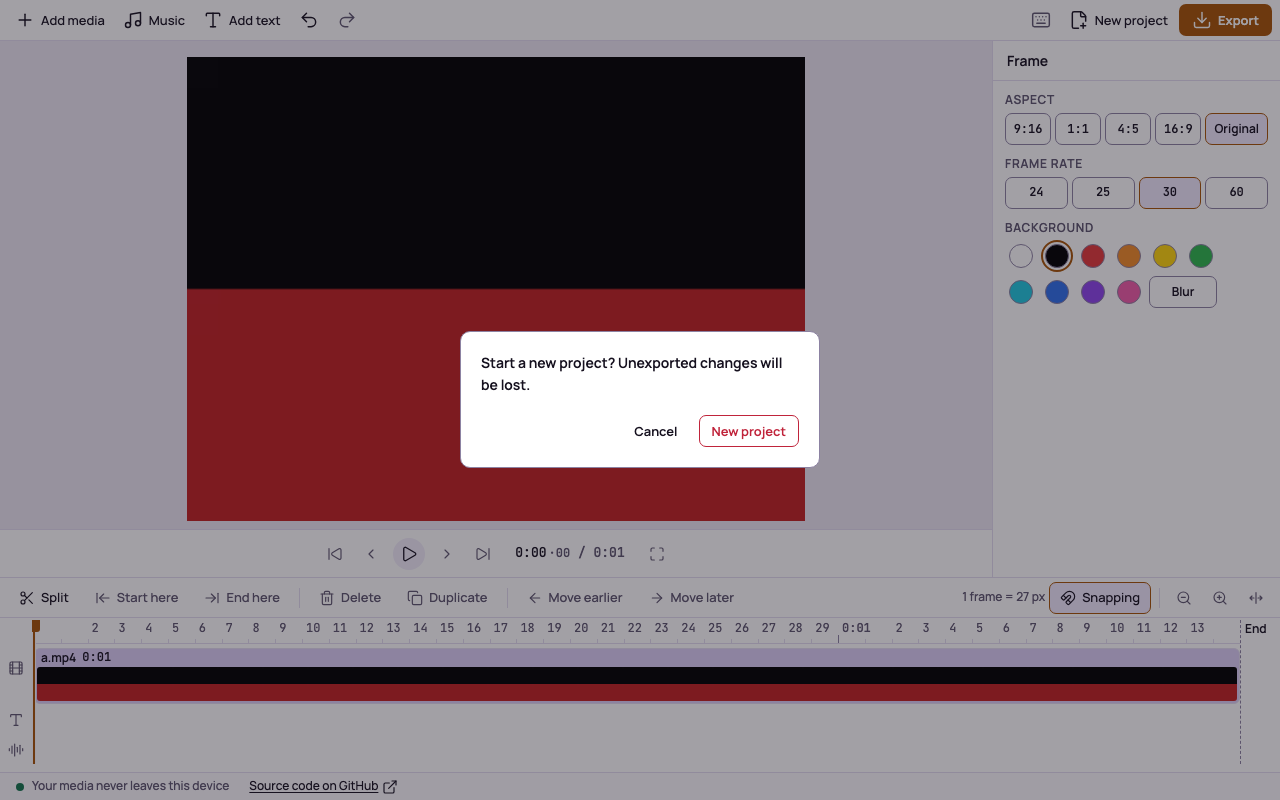 Add media
Music
Add text
New project
Export
Frame
ASPECT
9:16
1:1
4:5
16:9
Original
FRAME RATE
24
25
30
60
BACKGROUND
Blur
Start a new project? Unexported changes will
be lost.
Cancel
New project
0:00·00 / 0:01
Split
Start here
End here
Delete
Duplicate
Move earlier
Move later
1 frame = 27 px
Snapping
2 3 4 5 6 7 8 9 10 11 12 13 14 15 16 17 18 19 20 21 22 23 24 25 26 27 28 29 0:01 2 3 4 5 6 7 8 9 10 11 12 13 End
a.mp4 0:01
Your media never leaves this device
Source code on GitHub